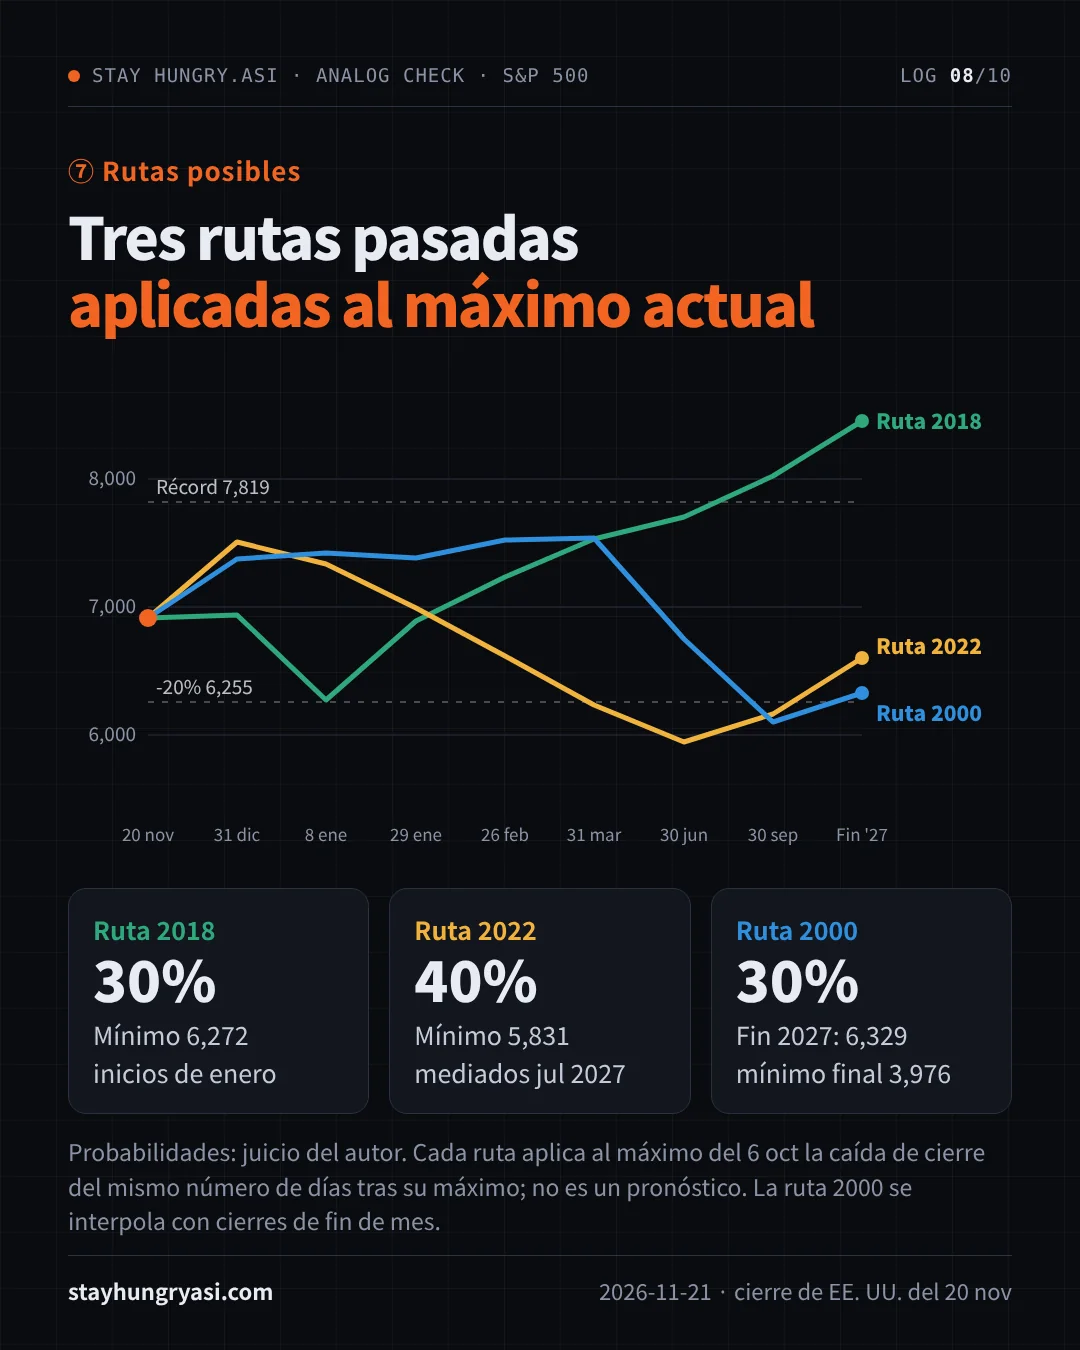 STAY HUNGRY.ASI · ANALOG CHECK · S&P 500
LOG 08/10
⑦ Rutas posibles
Tres rutas pasadas
aplicadas al máximo actual
Ruta 2018
8,000
Récord 7,819
7,000
Ruta 2022
-20% 6,255
Ruta 2000
6,000
20 nov
31 dic
8 ene
29 ene
26 feb
31 mar
30 jun
30 sep
Fin '27
Ruta 2018
30%
Mínimo 6,272
inicios de enero
Ruta 2022
40%
Mínimo 5,831
mediados jul 2027
Ruta 2000
30%
Fin 2027: 6,329
mínimo final 3,976
Probabilidades: juicio del autor. Cada ruta aplica al máximo del 6 oct la caída de cierre
del mismo número de días tras su máximo; no es un pronóstico. La ruta 2000 se
interpola con cierres de fin de mes.
stayhungryasi.com
2026-11-21 · cierre de EE. UU. del 20 nov